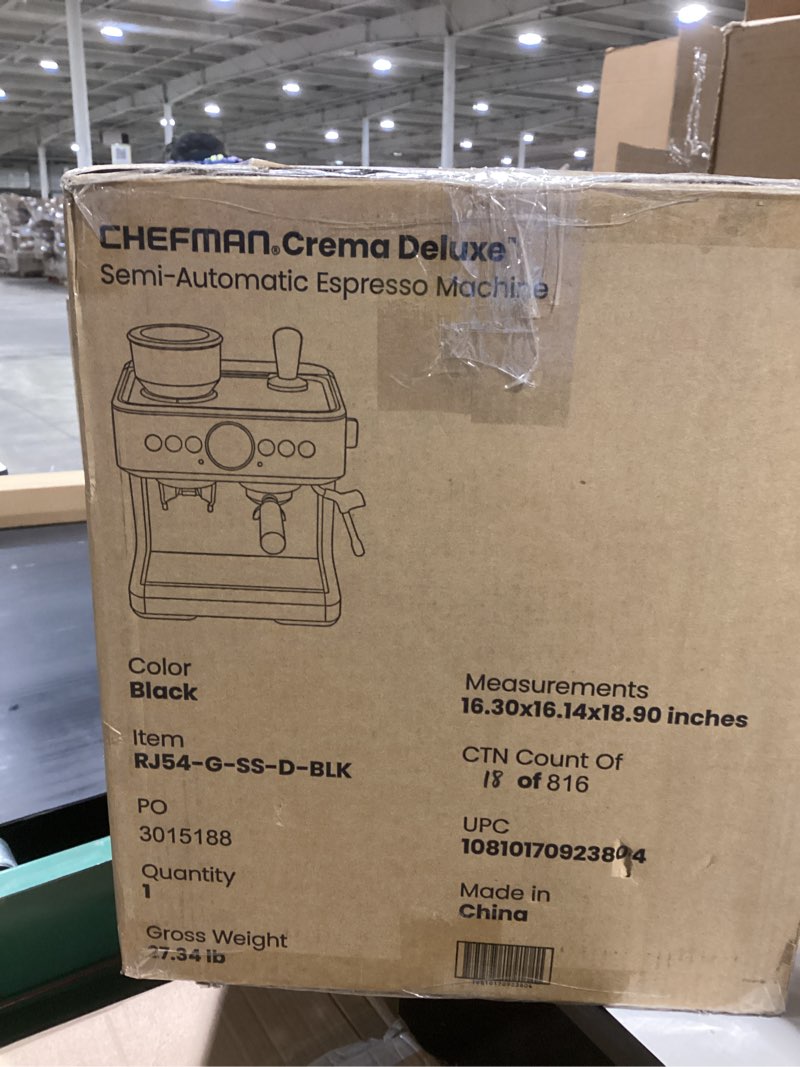 CHEFMAN® Crema Deluxe™
Semi-Automatic Espresso Machine
Color
Black
Item
RJ54-G-SS-D-BLK
PO
3015188
Quantity
1
Gross Weight
27.34 lb
Measurements
16.30x16.14x18.90 inches
CTN Count Of
18 of 816
UPC
10810170923804
Made in
China
10810170923804